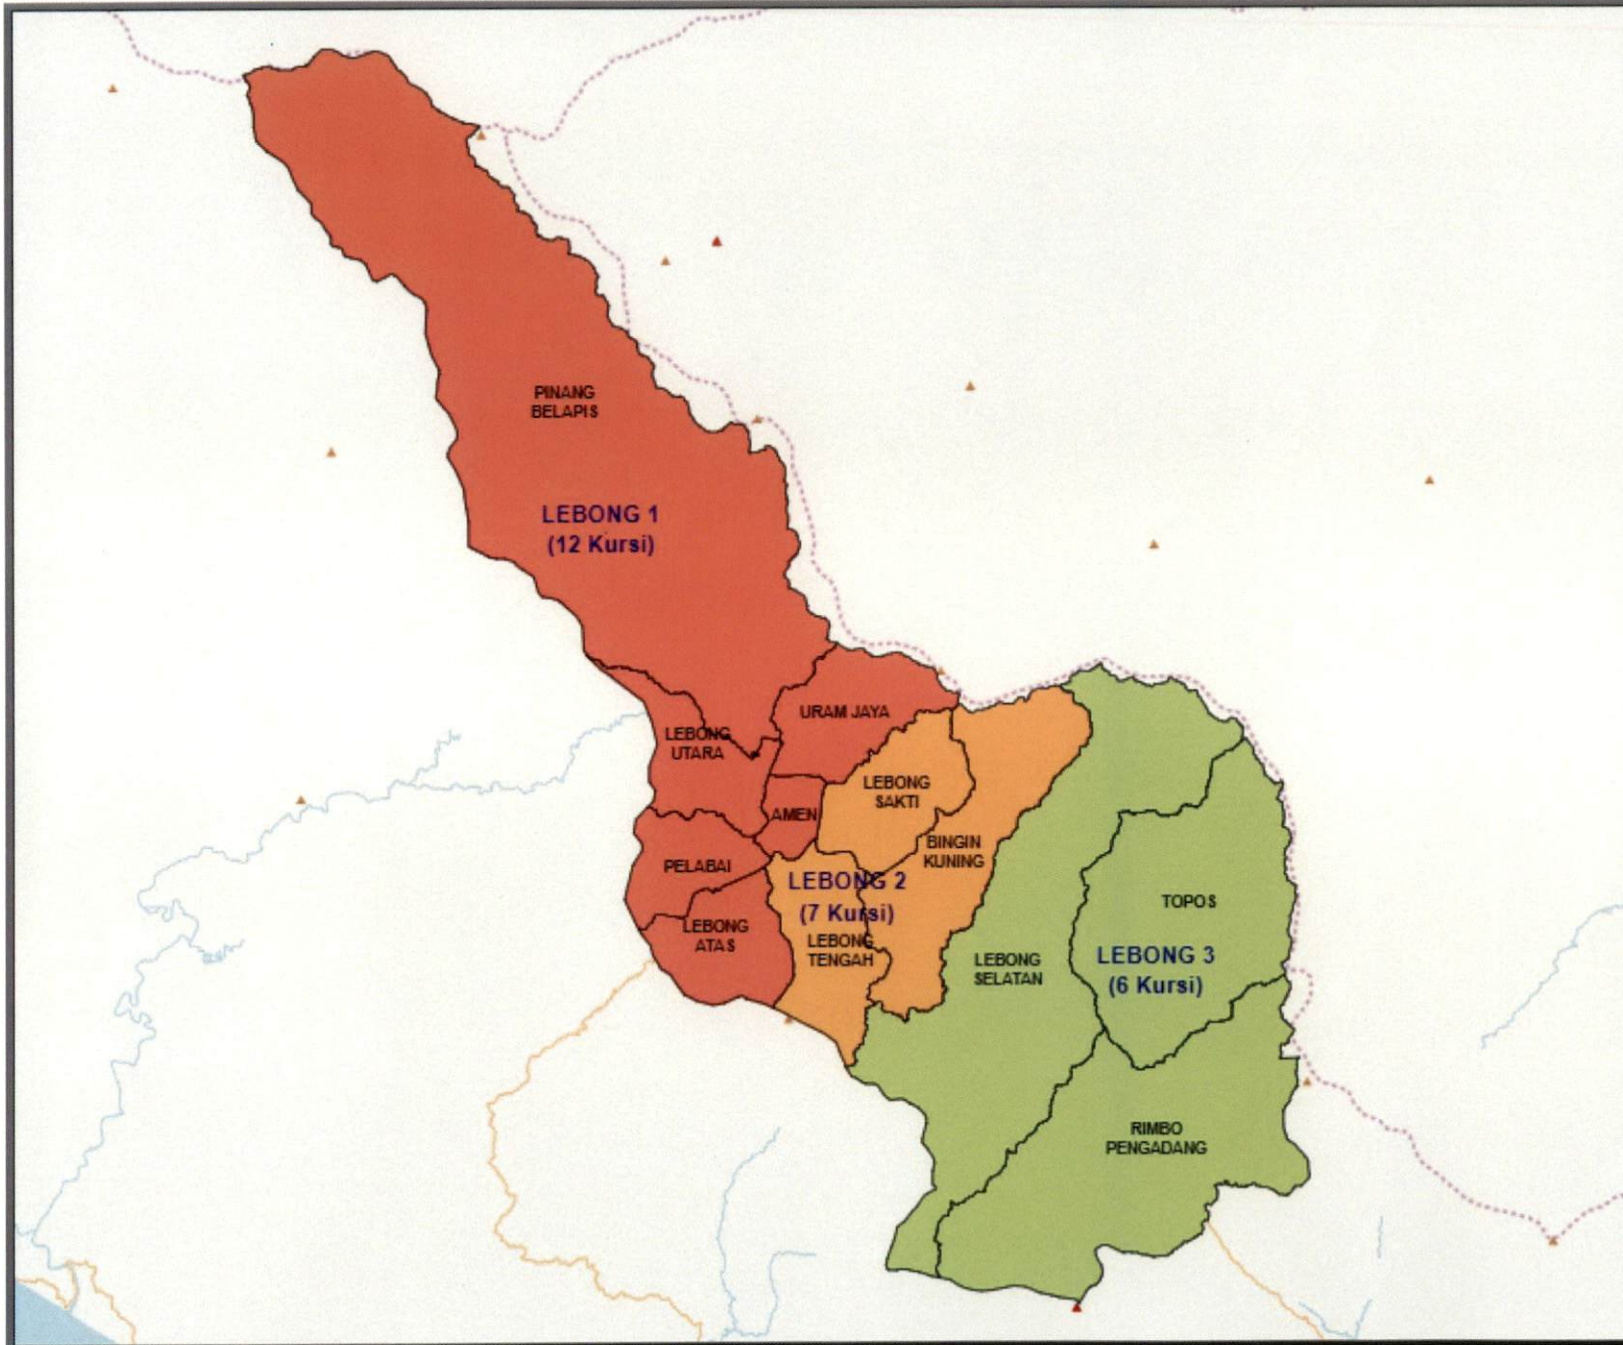 PINANG
BELAPIS
LEBONG 1
(12 Kursi)
URAM JAYA
LEBONG
UTARA
LEBONG
SAKTI
AMEN
BINGIN
KUNING
PELABAI
LEBONG 2
(7 Kursi)
TOPOS
LEBONG
ATAS
LEBONG
TENGAH
LEBONG
SELATAN
LEBONG 3
(6 Kursi)
RIMBO
PENGADANG